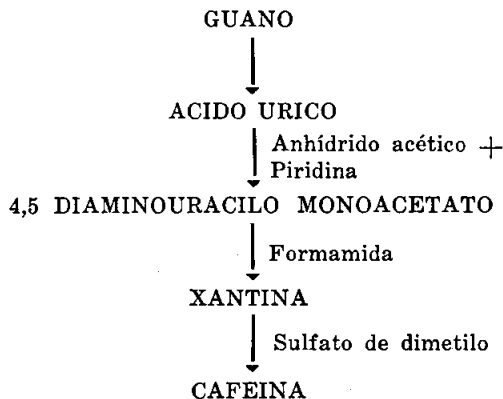 GUANO
ACIDO URICO
Anhídrido acético +
Piridina
4,5 DIAMINOURACILO MONOACETATO
Formamida
XANTINA
Sulfato de dimetilo
CAFEINA